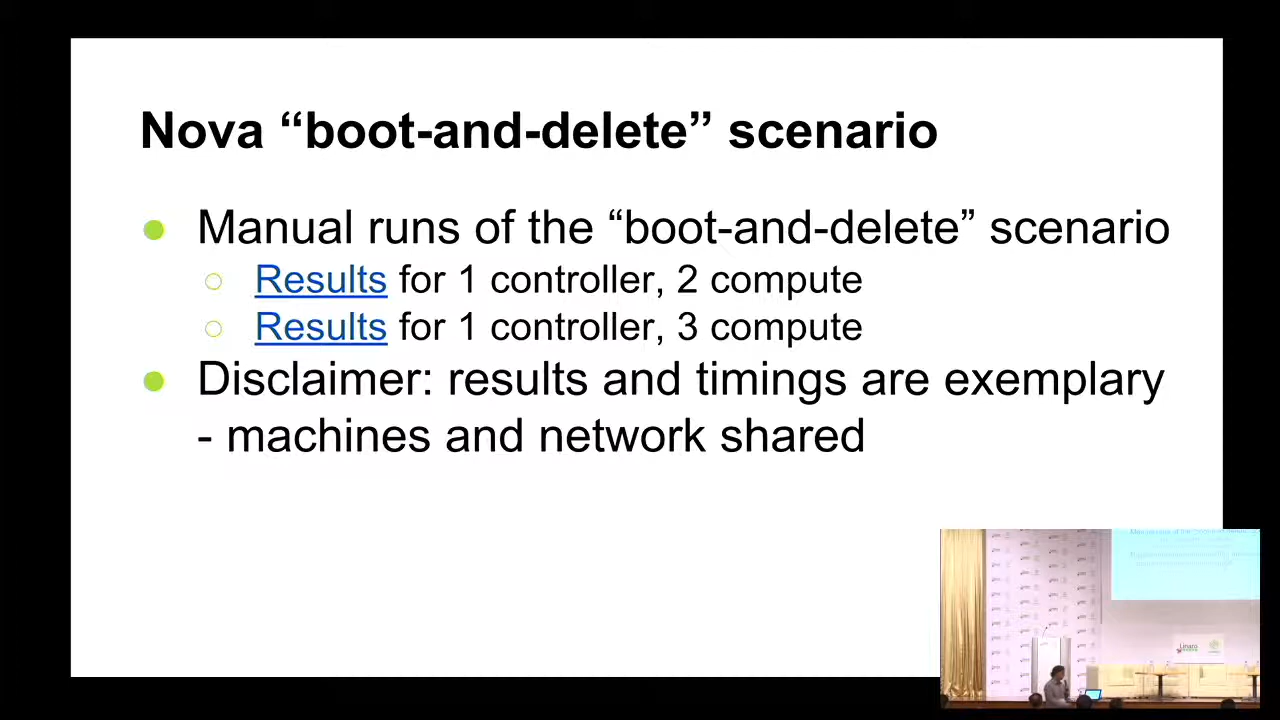 Nova “boot-and-delete” scenario
Manual runs of the “boot-and-delete” scenario
Results for 1 controller, 2 compute
Results for 1 controller, 3 compute
Disclaimer: results and timings are exemplary
- machines and network shared
Linaro